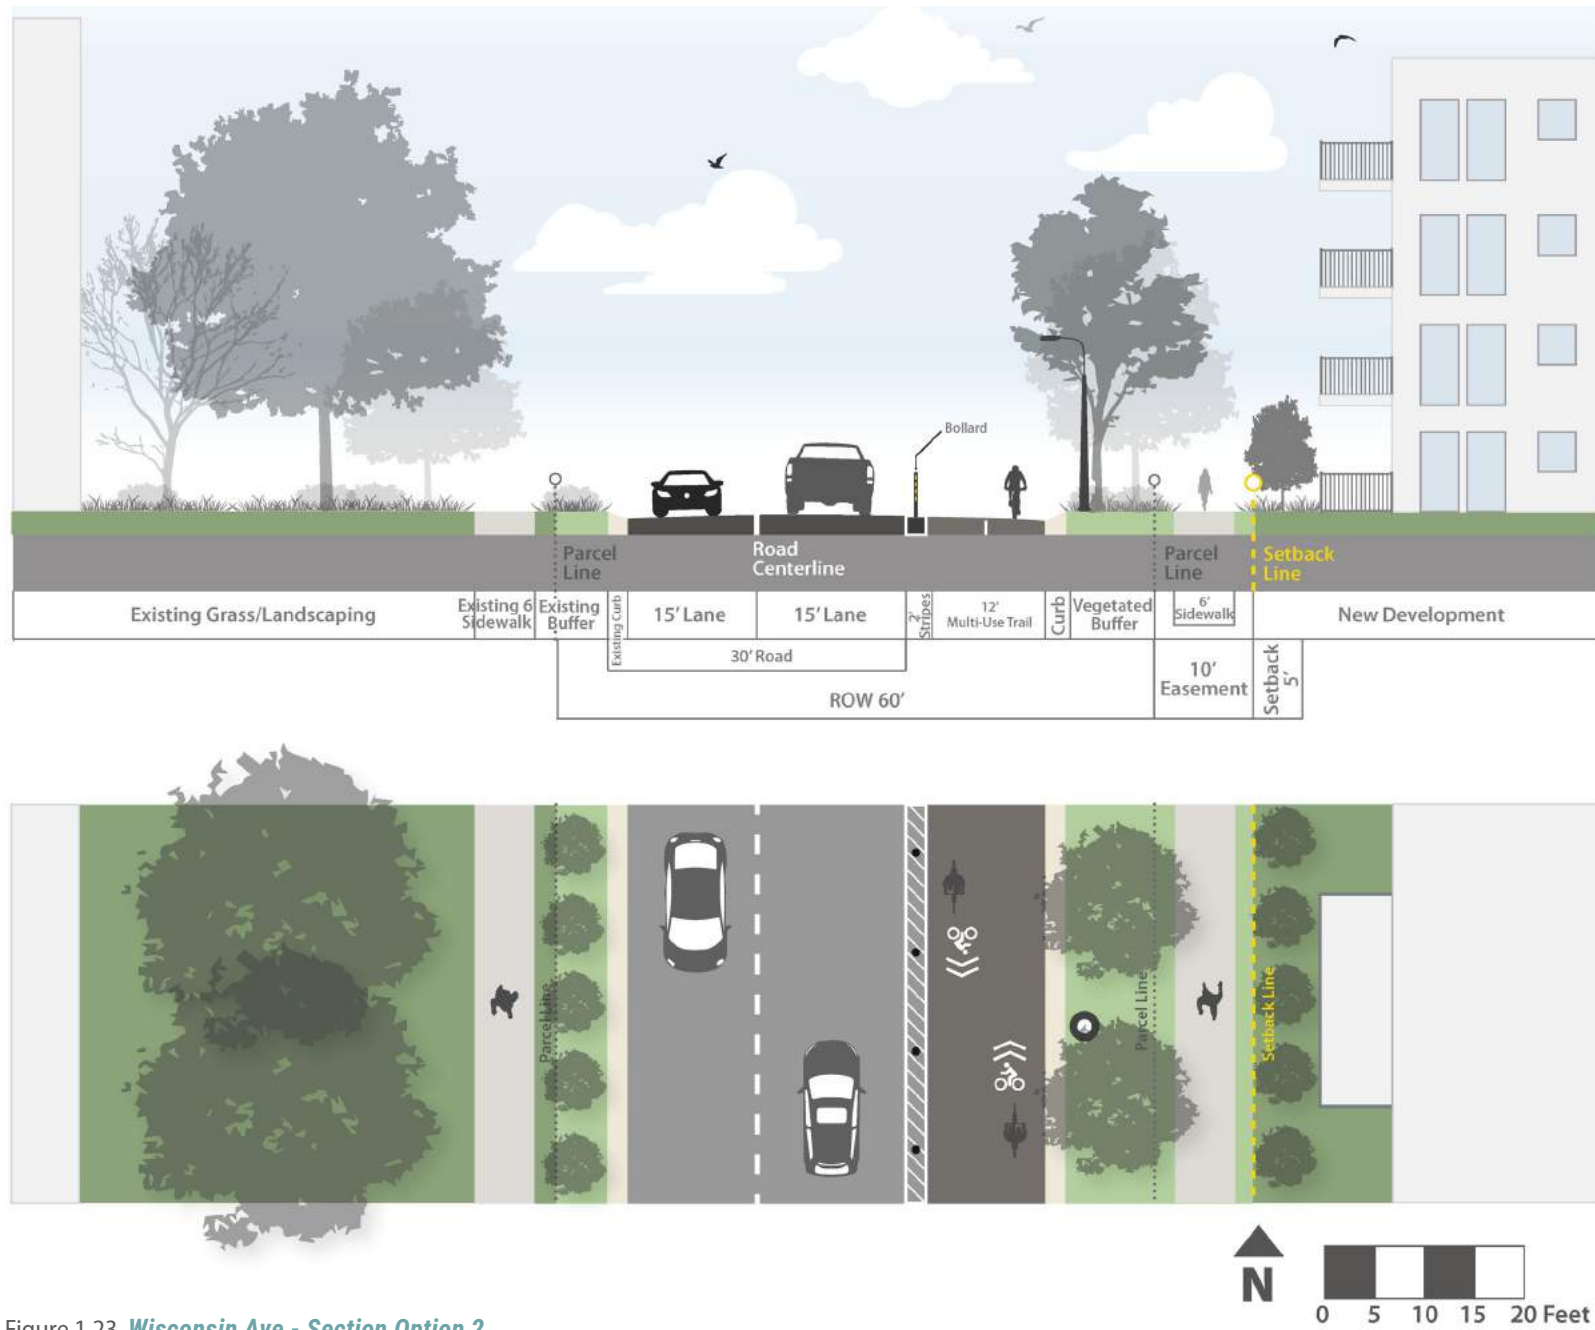 Bollard
Parcel
Line
Road
Centerline
Parcel
Line
Setback
Line
Existing Grass/Landscaping
Existing 6
Sidewalk
Existing
Buffer
Existing Curb
15' Lane
15' Lane
2'
Stripes
12'
Multi-Use Trail
Curb
Vegetated
Buffer
6'
Sidewalk
New Development
30' Road
10'
Easement
Setback
5'
ROW 60'
Parcel Line
Parcel Line
Setback Line
N
0 5 10 15 20 Feet
Figure 1.23 Wisconsin Ave - Section Option 2